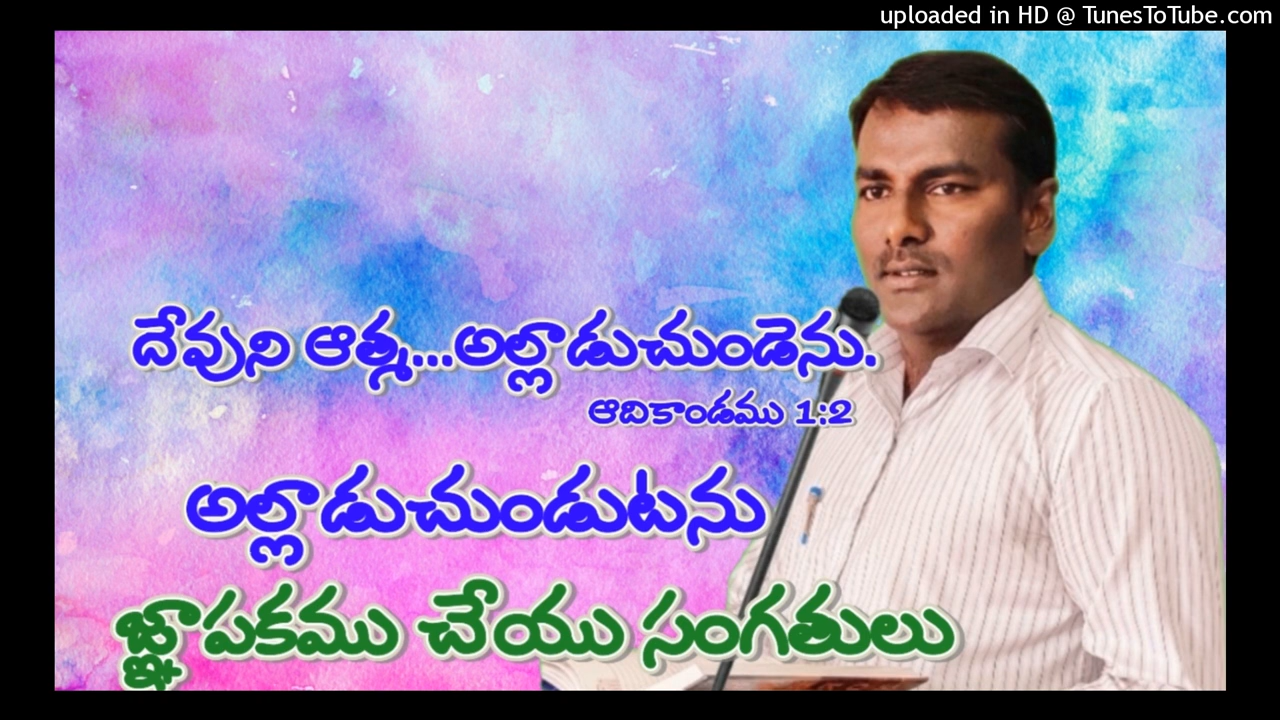 uploaded in HD @ TunesToTube.com
దేవుని ఆత్మ...అల్లాడుచుండెను.
ఆదికాండము 1:2
అల్లాడుచుండుటను
జ్ఞాపకము చేయు సంగతులు